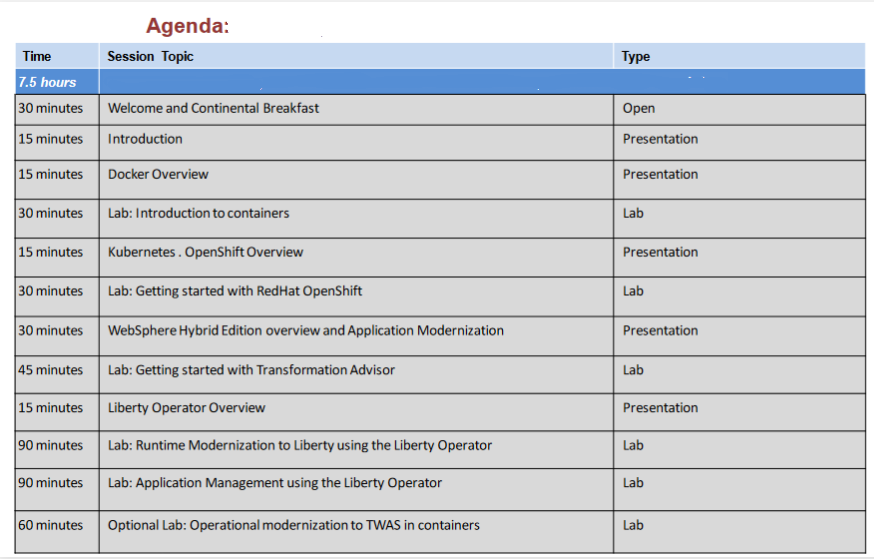 Agenda:
Time Session Topic Type
7.5 hours
30 minutes Welcome and Continental Breakfast Open
15 minutes Introduction Presentation
15 minutes Docker Overview Presentation
30 minutes Lab: Introduction to containers Lab
15 minutes Kubernetes . OpenShift Overview Presentation
30 minutes Lab: Getting started with RedHat OpenShift Lab
30 minutes WebSphere Hybrid Edition overview and Application Modernization Presentation
45 minutes Lab: Getting started with Transformation Advisor Lab
15 minutes Liberty Operator Overview Presentation
90 minutes Lab: Runtime Modernization to Liberty using the Liberty Operator Lab
90 minutes Lab: Application Management using the Liberty Operator Lab
60 minutes Optional Lab: Operational modernization to TWAS in containers Lab